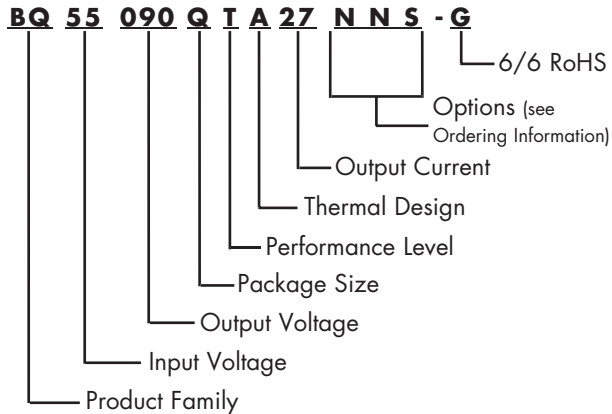 BQ 55 090 Q T A 27 N N S - G
6/6 RoHS
Options (see
Ordering Information)
Output Current
Thermal Design
Performance Level
Package Size
Output Voltage
Input Voltage
Product Family